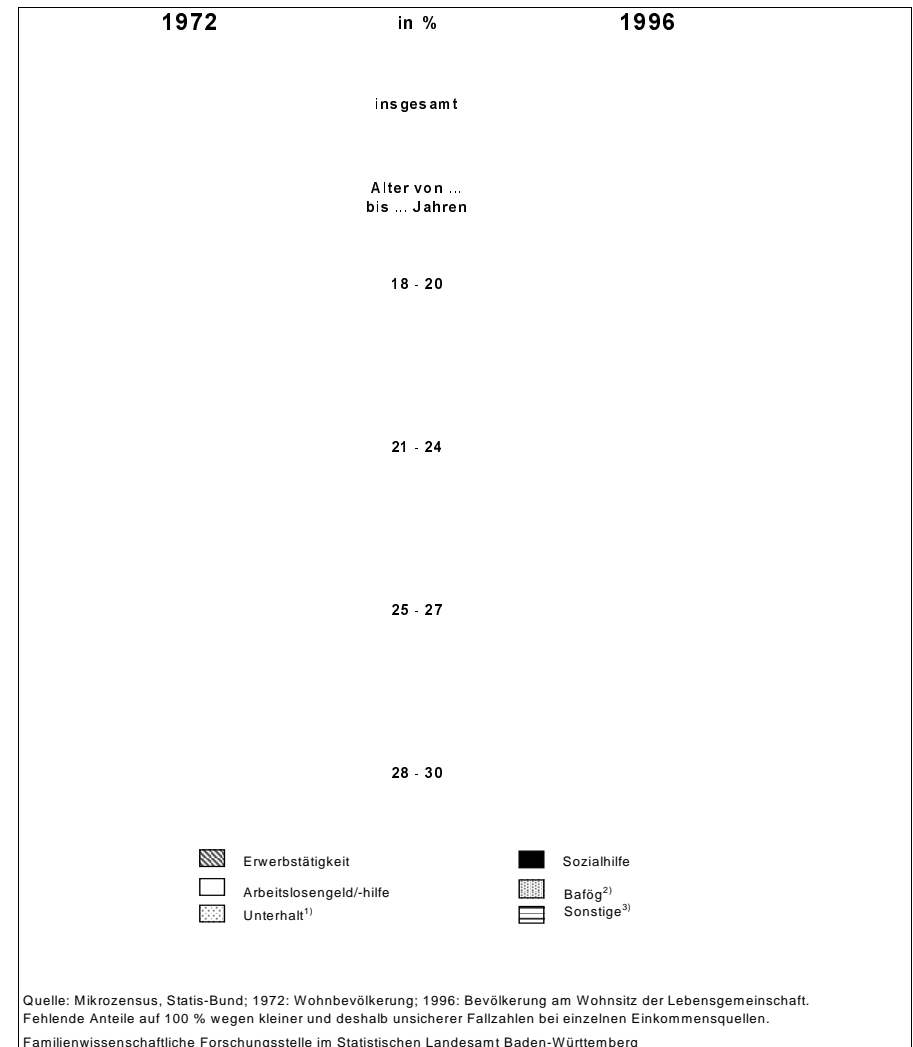 1972 in % 1996
insgesamt
Alter von ...
bis ... Jahren
18 - 20
21 - 24
25 - 27
28 - 30
Erwerbstätigkeit Sozialhilfe
Arbeitslosengeld/-hilfe Bafög2)
Unterhalt1) Sonstige3)
Quelle: Mikrozensus, Statis-Bund; 1972: Wohnbevölkerung; 1996: Bevölkerung am Wohnsitz der Lebensgemeinschaft.
Fehlende Anteile auf 100 % wegen kleiner und deshalb unsicherer Fallzahlen bei einzelnen Einkommensquellen.
Familienwissenschaftliche Forschungsstelle im Statistischen Landesamt Baden-Württemberg